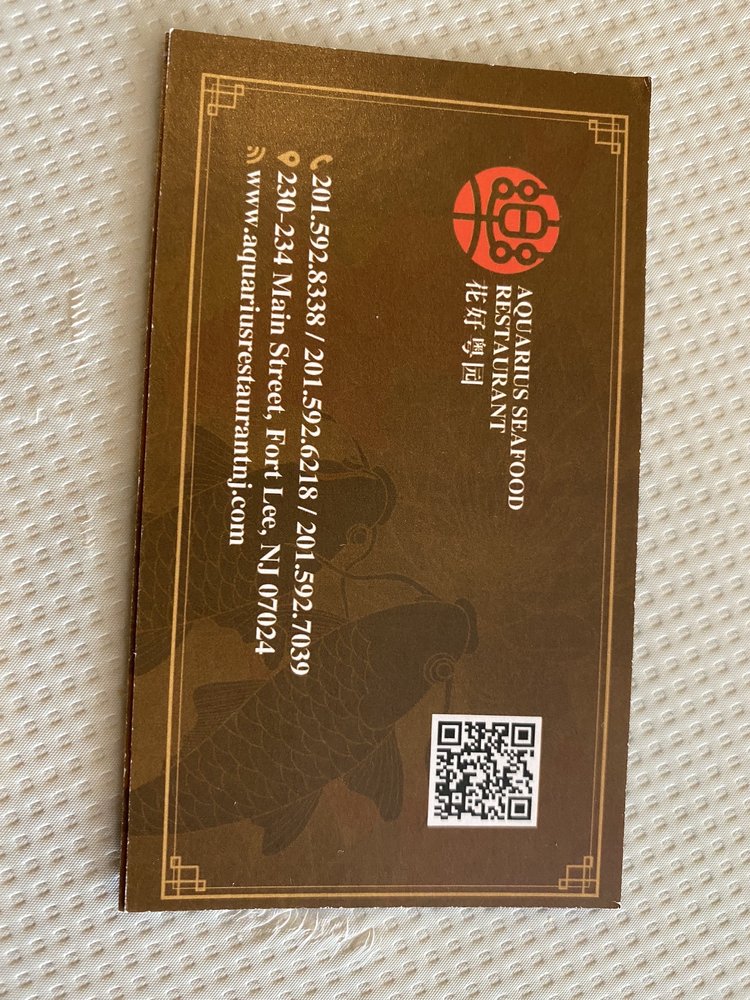 AQUARIUS SEAFOOD
RESTAURANT
花好粤园
201.592.8338 / 201.592.6218 / 201.592.7039
230-234 Main Street, Fort Lee, NJ 07024
www.aquariusrestaurantnj.com